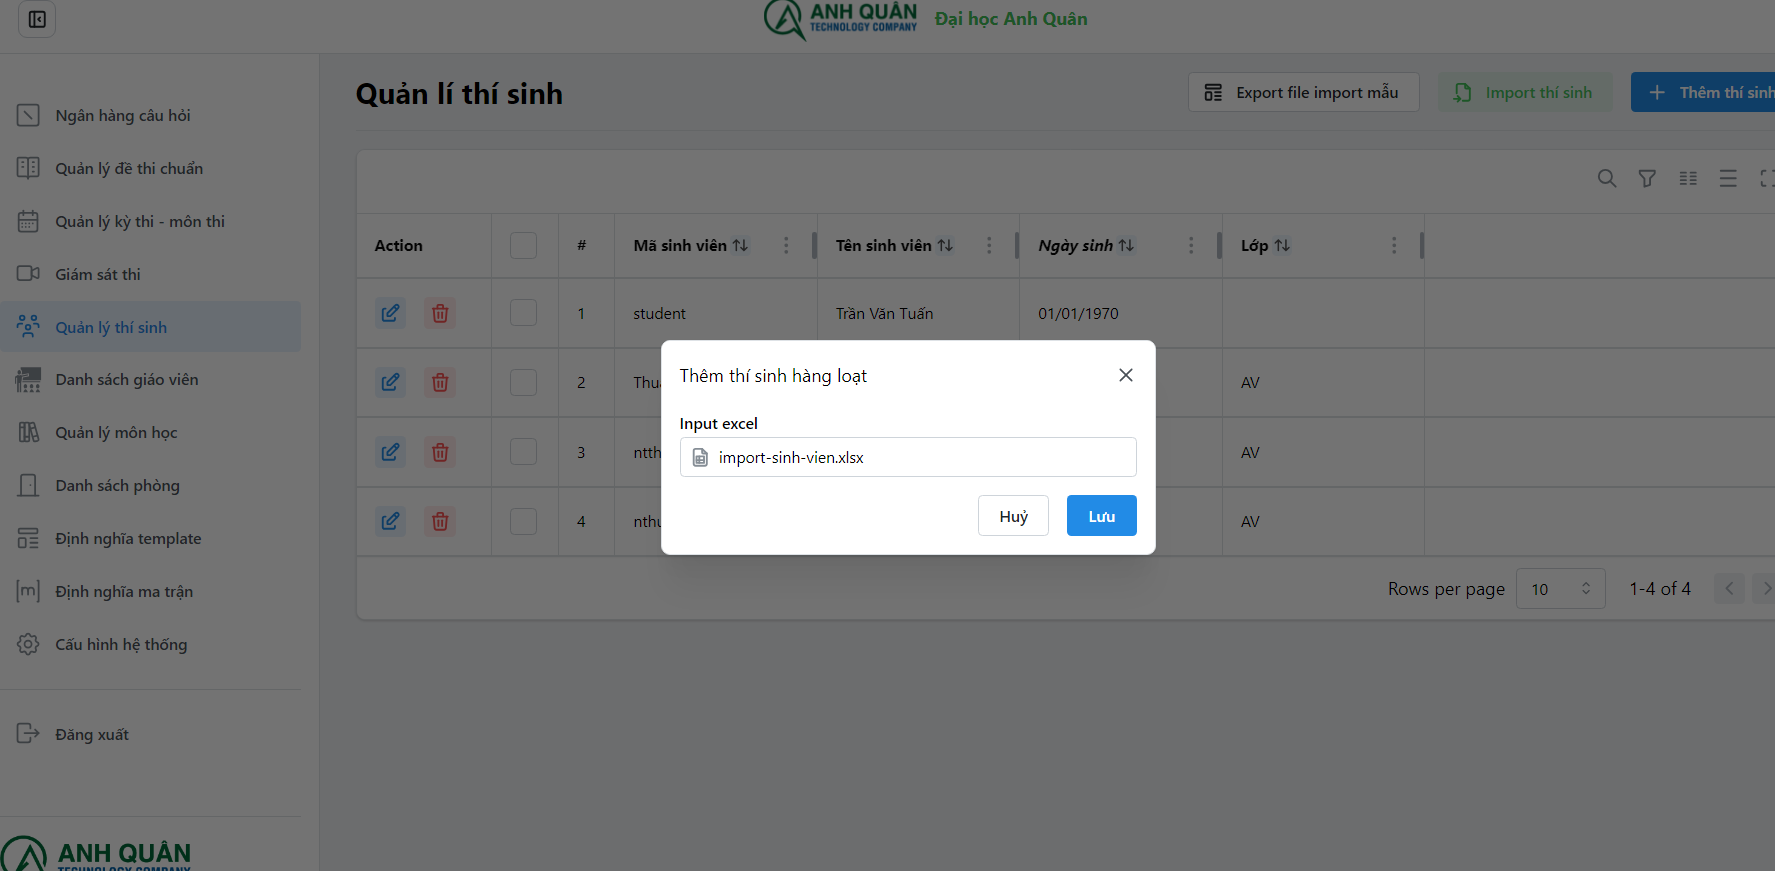 ANH QUÂN
TECHNOLOGY COMPANY
Đại học Anh Quân
Ngân hàng câu hỏi
Quản lý đề thi chuẩn
Quản lý kỳ thi - môn thi
Giám sát thi
Quản lý thí sinh
Danh sách giáo viên
Quản lý môn học
Danh sách phòng
Định nghĩa template
Định nghĩa ma trận
Cấu hình hệ thống
Đăng xuất
ANH QUÂN
TECHNOLOGY COMPANY
Quản lí thí sinh
Export file import mẫu
Import thí sinh
Thêm thí sinh
Action # Mã sinh viên Tên sinh viên Ngày sinh Lớp
1 student Trần Văn Tuấn 01/01/1970
2 AV
3 AV
4 AV
Rows per page 10 1-4 of 4
Thêm thí sinh hàng loạt
Input excel
import-sinh-vien.xlsx
Huỷ Lưu